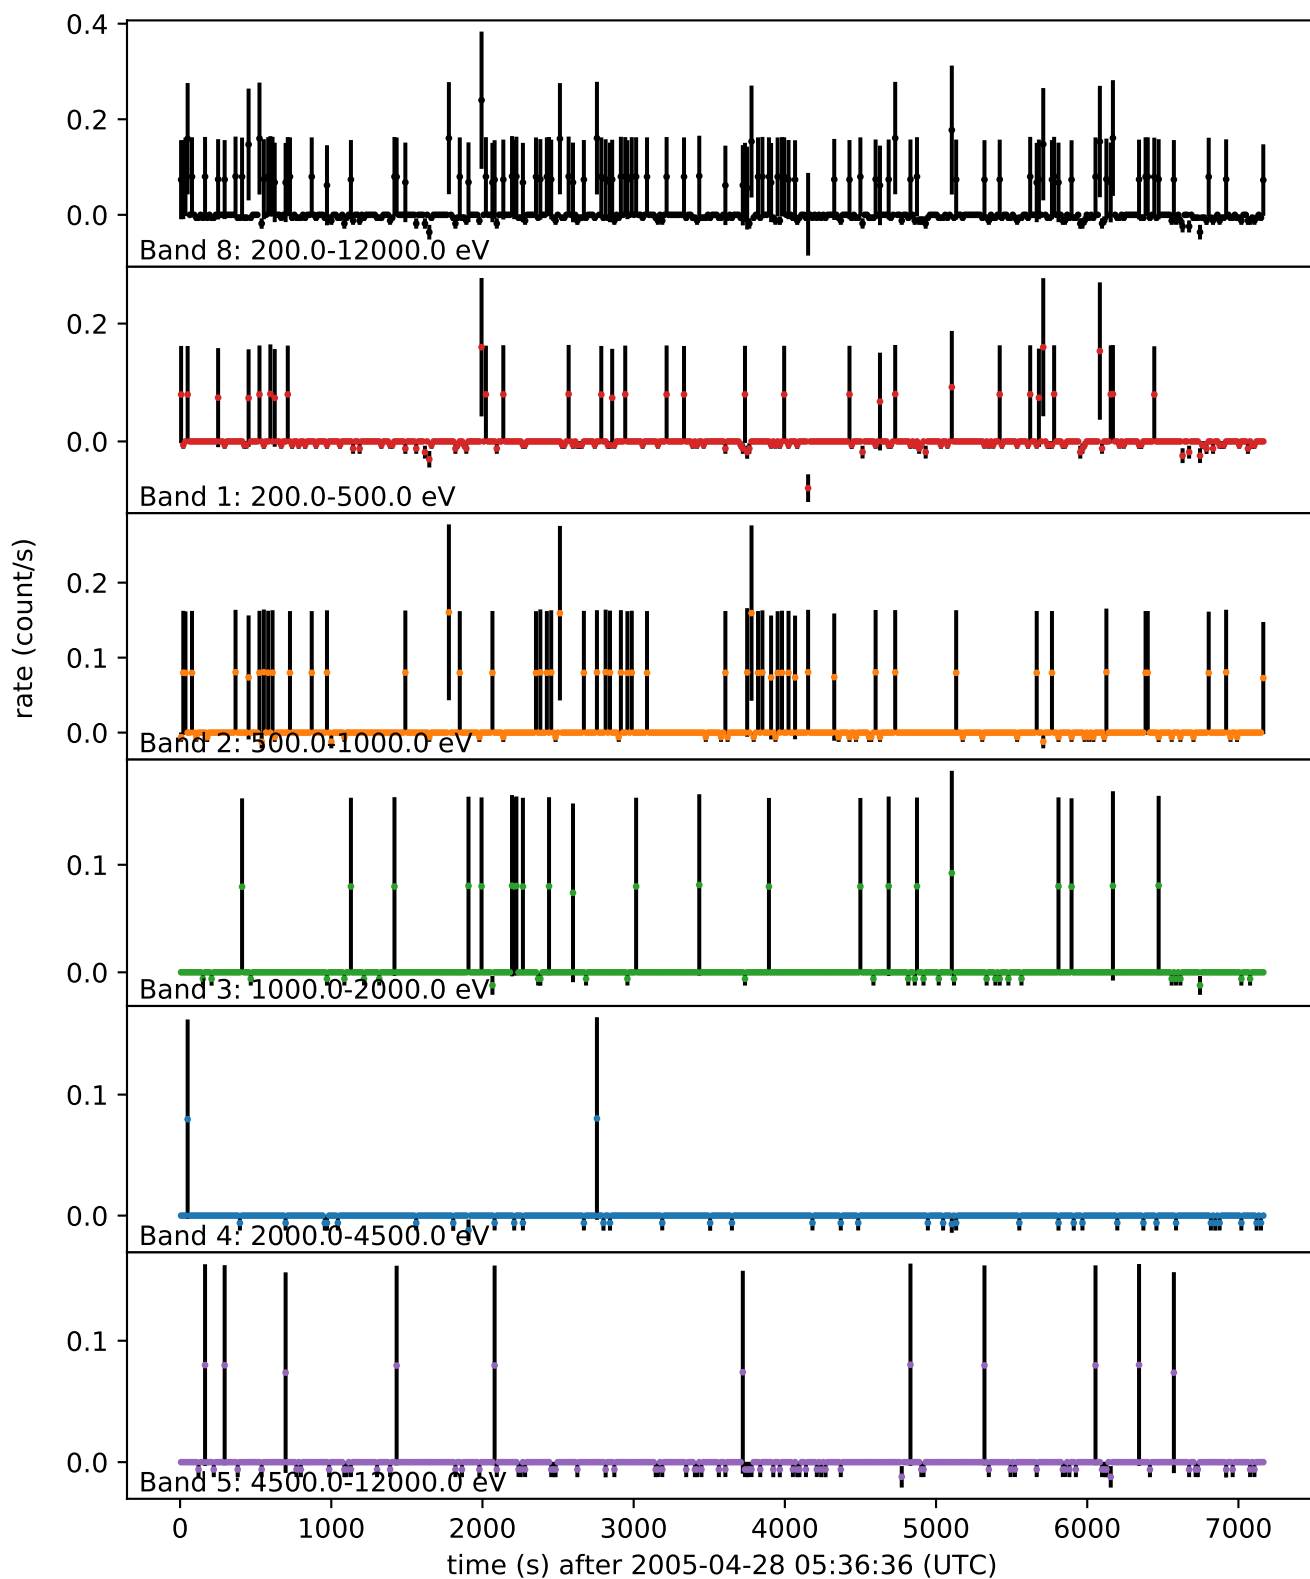 0.4
0.2
0.0
Band 8: 200.0-12000.0 eV
0.2
0.0
Band 1: 200.0-500.0 eV
rate (count/s)
0.2
0.1
0.0
Band 2: 500.0-1000.0 eV
0.1
0.0
Band 3: 1000.0-2000.0 eV
0.1
0.0
Band 4: 2000.0-4500.0 eV
0.1
0.0
Band 5: 4500.0-12000.0 eV
0 1000 2000 3000 4000 5000 6000 7000
time (s) after 2005-04-28 05:36:36 (UTC)